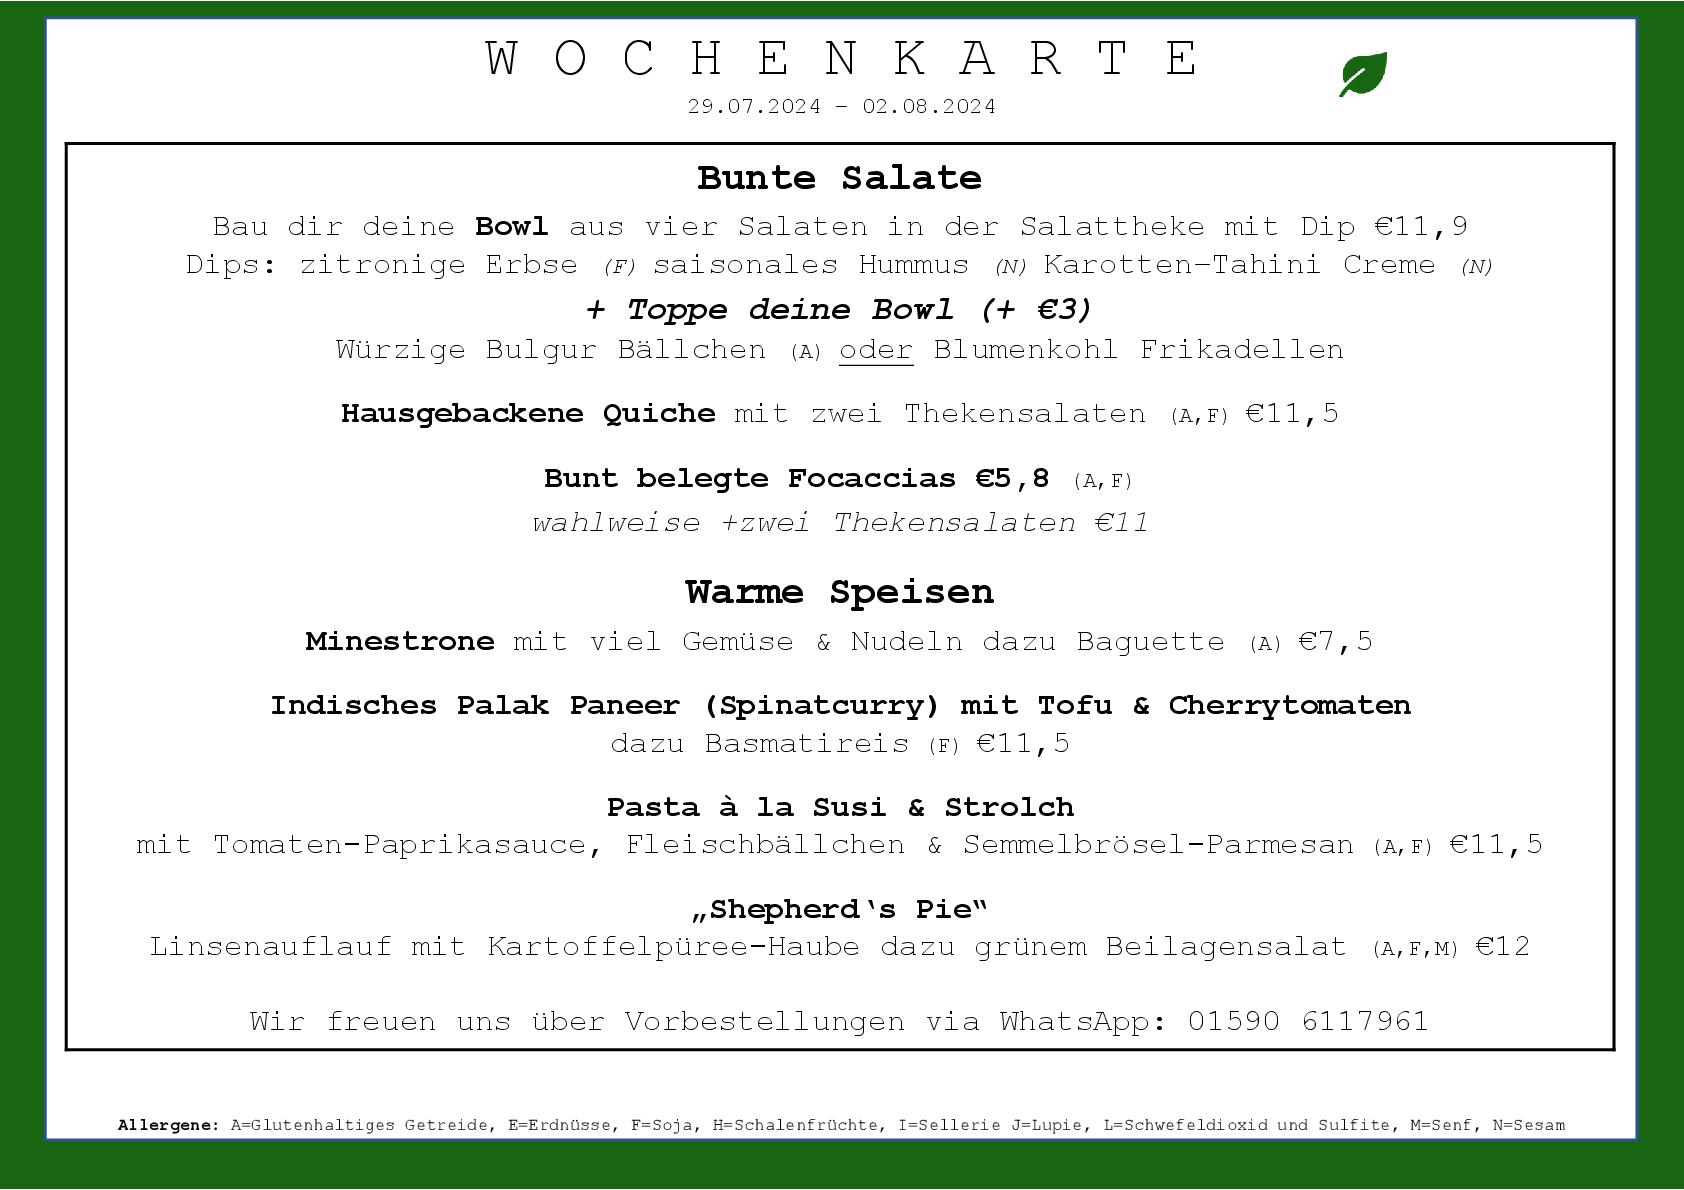 WOCHENKARTE
29.07.2024 – 02.08.2024
Bunte Salate
Bau dir deine Bowl aus vier Salaten in der Salattheke mit Dip €11,9
Dips: zitronige Erbse (F) saisonales Hummus (N) Karotten-Tahini Creme (N)
+ Toppe deine Bowl (+ €3)
Würzige Bulgur Bällchen (A) oder Blumenkohl Frikadellen
Hausgebackene Quiche mit zwei Thekensalaten (A,F) €11,5
Bunt belegte Focaccias €5,8 (A,F)
wahlweise +zwei Thekensalaten €11
Warme Speisen
Minestrone mit viel Gemüse & Nudeln dazu Baguette (A) €7,5
Indisches Palak Paneer (Spinatcurry) mit Tofu & Cherrytomaten
dazu Basmatireis (F) €11,5
Pasta à la Susi & Strolch
mit Tomaten-Paprikasauce, Fleischbällchen & Semmelbrösel-Parmesan (A,F) €11,5
„Shepherd‘s Pie“
Linsenauflauf mit Kartoffelpüree-Haube dazu grünem Beilagensalat (A,F,M) €12
Wir freuen uns über Vorbestellungen via WhatsApp: 01590 6117961
Allergene: A=Glutenhaltiges Getreide, E=Erdnüsse, F=Soja, H=Schalenfrüchte, I=Sellerie J=Lupie, L=Schwefeldioxid und Sulfite, M=Senf, N=Sesam